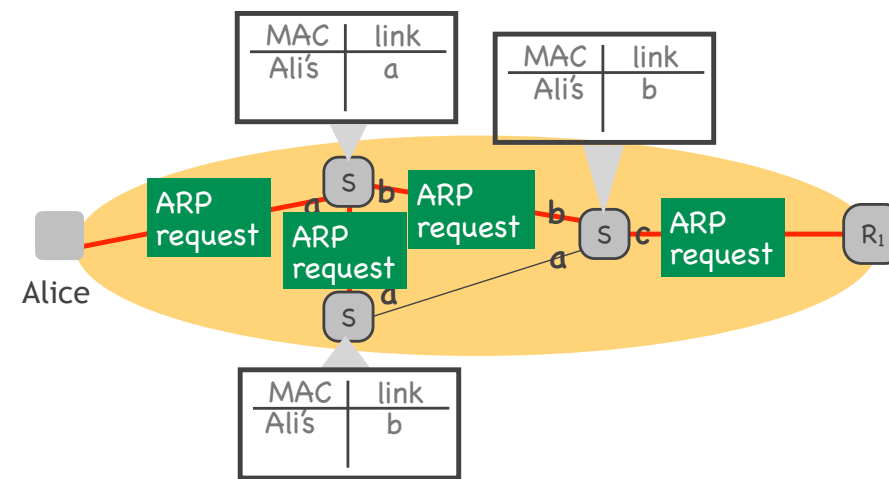 MAC link
Ali's a
MAC link
Ali's b
S
a
b
ARP
request
ARP
request
ARP
request
b
S
c
a
ARP
request
R1
Alice
a
S
MAC link
Ali's b